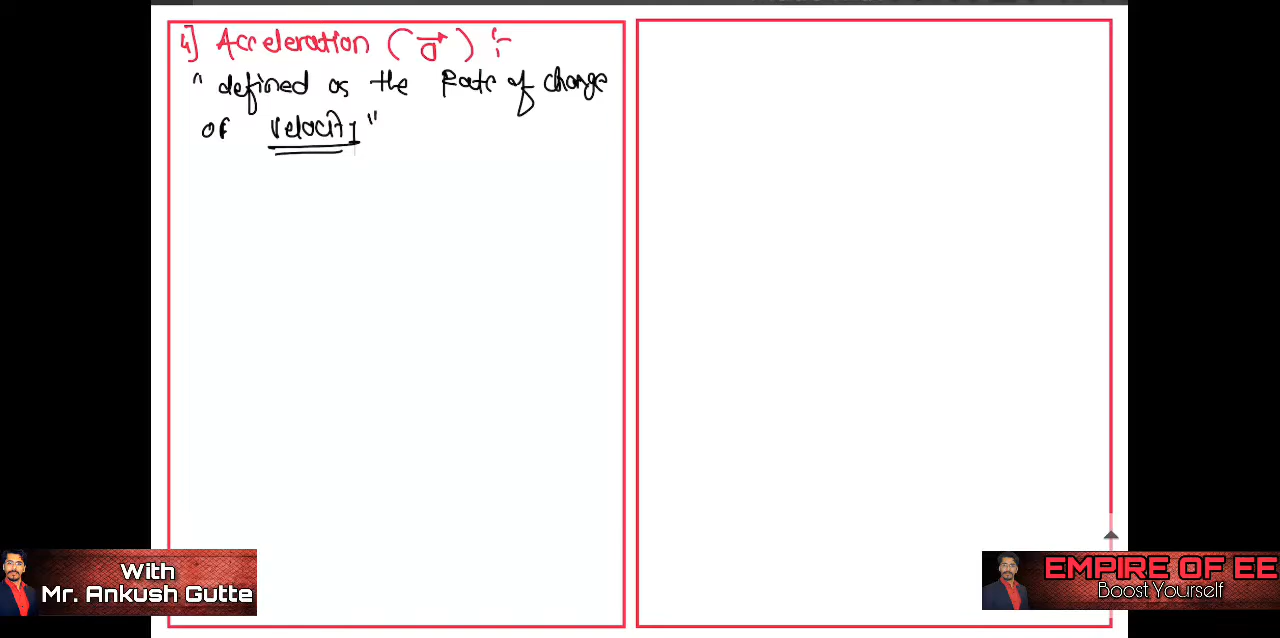 4] Acceleration (a⃗) :-
" defined as the Rate of change
of velocity "
With
Mr. Ankush Gutte
EMPIRE OF EE
Boost Yourself